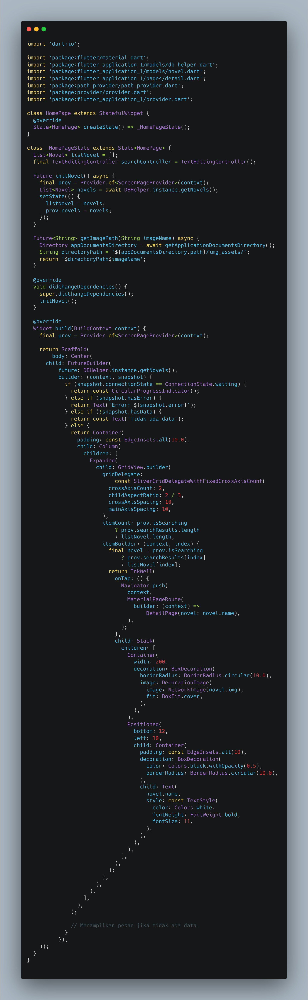 import 'dart:io';

import 'package:flutter/material.dart';
import 'package:flutter_application_1/models/db_helper.dart';
import 'package:flutter_application_1/models/novel.dart';
import 'package:flutter_application_1/pages/detail.dart';
import 'package:path_provider/path_provider.dart';
import 'package:provider/provider.dart';
import 'package:flutter_application_1/provider.dart';

class HomePage extends StatefulWidget {
  @override
  State<HomePage> createState() => _HomePageState();
}

class _HomePageState extends State<HomePage> {
  List<Novel> listNovel = [];
  final TextEditingController searchController = TextEditingController();

  Future initNovel() async {
    final prov = Provider.of<ScreenPageProvider>(context);
    List<Novel> novels = await DBHelper.instance.getNovels();
    setState(() {
      listNovel = novels;
      prov.novels = novels;
    });
  }

  Future<String> getImagePath(String imageName) async {
    Directory appDocumentsDirectory = await getApplicationDocumentsDirectory();
    String directoryPath = '${appDocumentsDirectory.path}/img_assets/';
    return '$directoryPath$imageName';
  }

  @override
  void didChangeDependencies() {
    super.didChangeDependencies();
    initNovel();
  }

  @override
  Widget build(BuildContext context) {
    final prov = Provider.of<ScreenPageProvider>(context);

    return Scaffold(
        body: Center(
      child: FutureBuilder(
          future: DBHelper.instance.getNovels(),
          builder: (context, snapshot) {
            if (snapshot.connectionState == ConnectionState.waiting) {
              return const CircularProgressIndicator();
            } else if (snapshot.hasError) {
              return Text('Error: ${snapshot.error}');
            } else if (!snapshot.hasData) {
              return const Text('Tidak ada data');
            } else {
              return Container(
                padding: const EdgeInsets.all(10.0),
                child: Column(
                  children: [
                    Expanded(
                      child: GridView.builder(
                        gridDelegate:
                            const SliverGridDelegateWithFixedCrossAxisCount(
                          crossAxisCount: 2,
                          childAspectRatio: 2 / 3,
                          crossAxisSpacing: 10,
                          mainAxisSpacing: 10,
                        ),
                        itemCount: prov.isSearching
                            ? prov.searchResults.length
                            : listNovel.length,
                        itemBuilder: (context, index) {
                          final novel = prov.isSearching
                              ? prov.searchResults[index]
                              : listNovel[index];
                          return InkWell(
                            onTap: () {
                              Navigator.push(
                                context,
                                MaterialPageRoute(
                                  builder: (context) =>
                                      DetailPage(novel: novel.name),
                                ),
                              );
                            },
                            child: Stack(
                              children: [
                                Container(
                                  width: 200,
                                  decoration: BoxDecoration(
                                    borderRadius: BorderRadius.circular(10.0),
                                    image: DecorationImage(
                                      image: NetworkImage(novel.img),
                                      fit: BoxFit.cover,
                                    ),
                                  ),
                                ),
                                Positioned(
                                  bottom: 12,
                                  left: 10,
                                  child: Container(
                                    padding: const EdgeInsets.all(10),
                                    decoration: BoxDecoration(
                                      color: Colors.black.withOpacity(0.5),
                                      borderRadius: BorderRadius.circular(10.0),
                                    ),
                                    child: Text(
                                      novel.name,
                                      style: const TextStyle(
                                        color: Colors.white,
                                        fontWeight: FontWeight.bold,
                                        fontSize: 11,
                                      ),
                                    ),
                                  ),
                                ),
                              ],
                            ),
                          );
                        },
                      ),
                    ),
                  ],
                ),
              );

              // Menampilkan pesan jika tidak ada data.
            }
          }),
    ));
  }
}